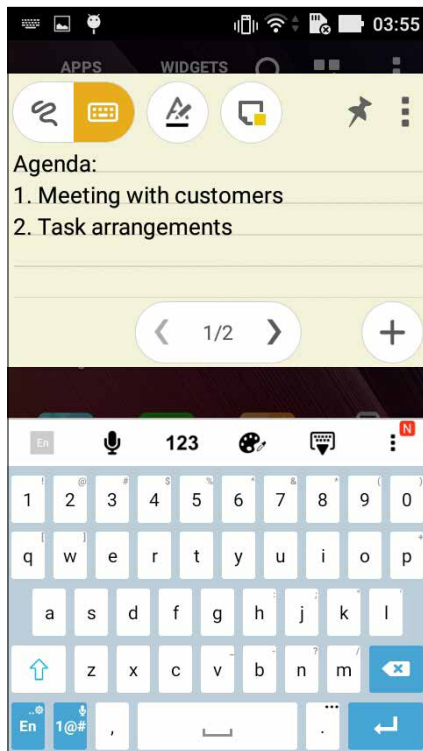 03:55
APPS WIDGETS
Agenda:
1. Meeting with customers
2. Task arrangements
1/2
En 123 N
! @ # $ % ^ & * ( )
1 2 3 4 5 6 7 8 9 0
[ ]
q w e r t y u i o p
: ; " '
a s d f g h j k l
_ - ? /
z x c v b n m
En 1@# , .